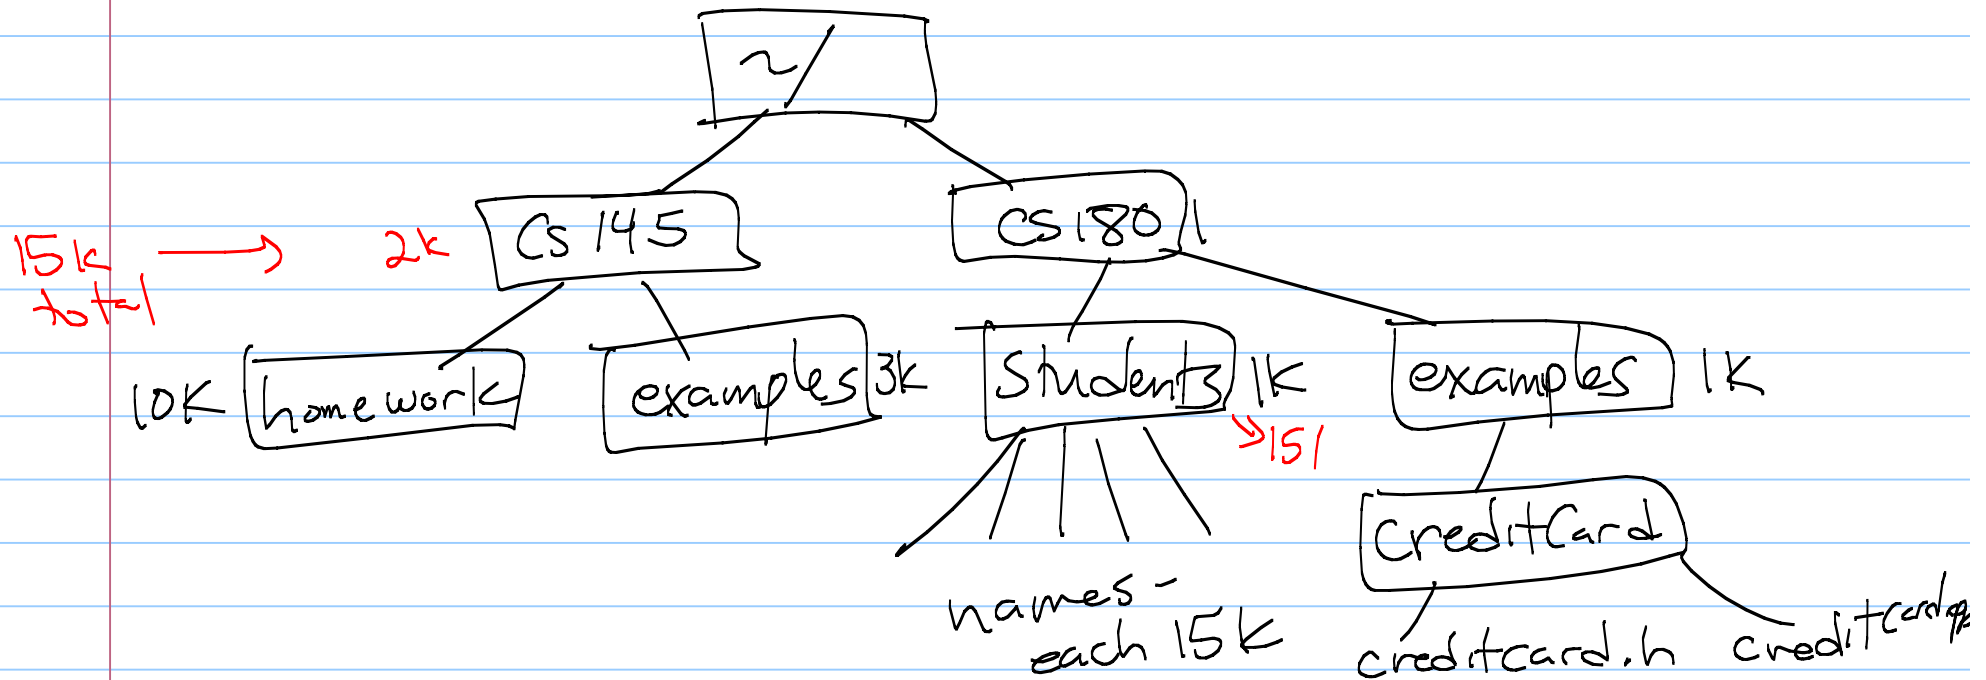 ~/
Cs 145
CS180
1
15k
total
2k
10K
homework
examples
3k
Students
1K
examples
1K
151
CreditCard
names -
each 15k
creditcard.h